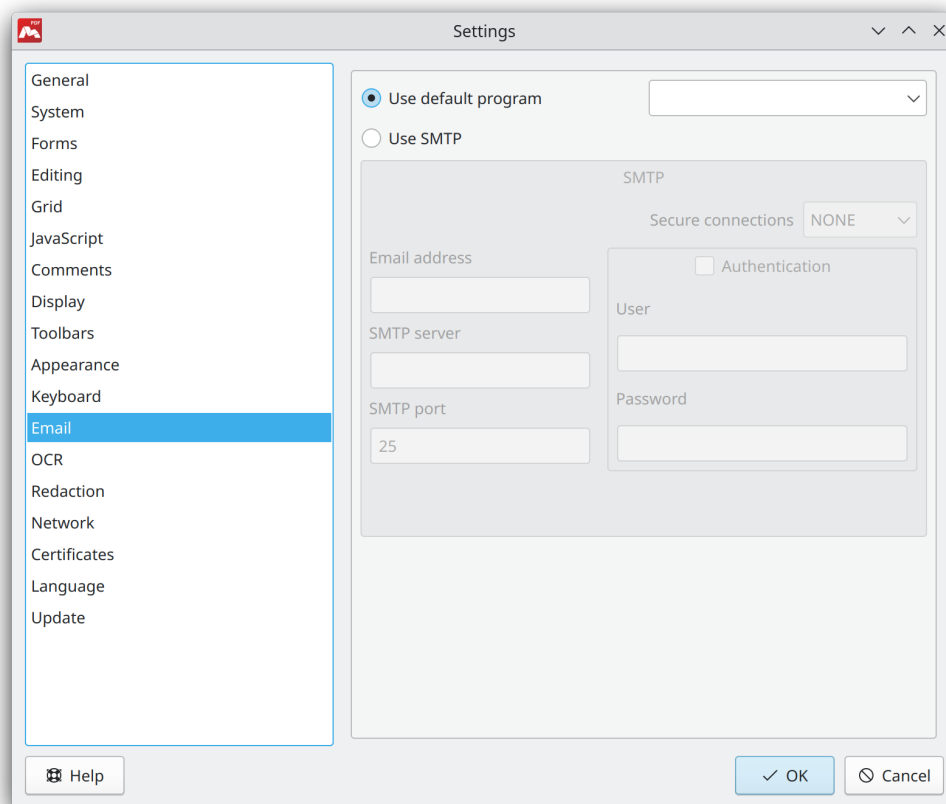 PDF
Settings
General
System
Forms
Editing
Grid
JavaScript
Comments
Display
Toolbars
Appearance
Keyboard
Email
OCR
Redaction
Network
Certificates
Language
Update
Use default program
Use SMTP
SMTP
Secure connections NONE
Email address
SMTP server
SMTP port
25
Authentication
User
Password
Help
OK
Cancel